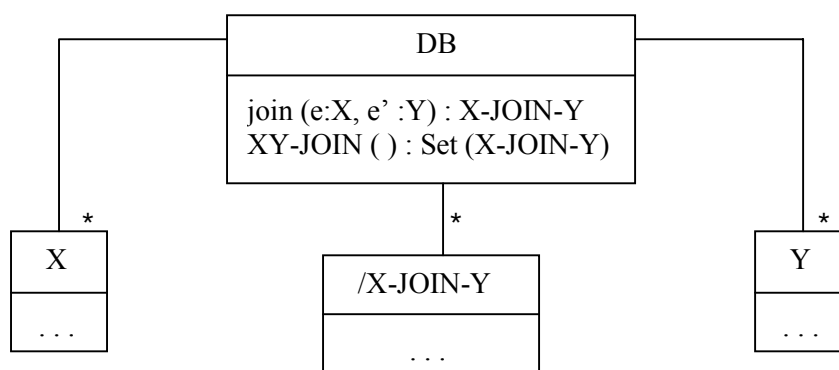 DB
join (e:X, e’ :Y) : X-JOIN-Y
XY-JOIN ( ) : Set (X-JOIN-Y)
* * *
X
/X-JOIN-Y
Y
. . .
. . .
. . .